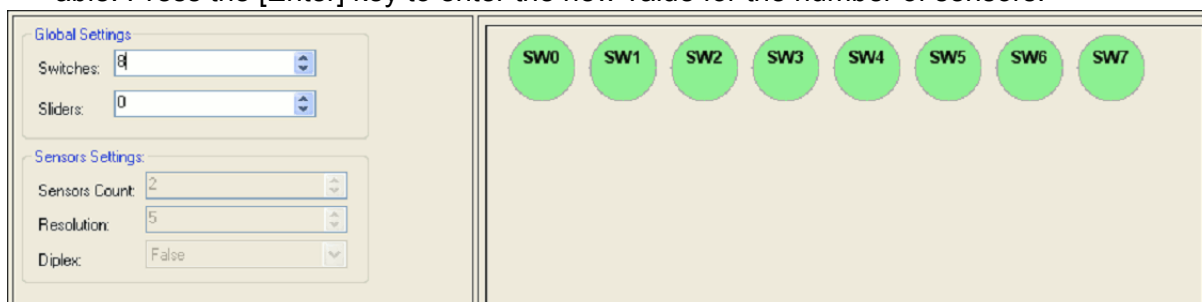 able. Press the [Enter] key to enter the new value for the number of sensors.
Global Settings
Switches: 8
Sliders: 0
Sensors Settings:
Sensors Count: 2
Resolution: 5
Diplex: False
SW0 SW1 SW2 SW3 SW4 SW5 SW6 SW7